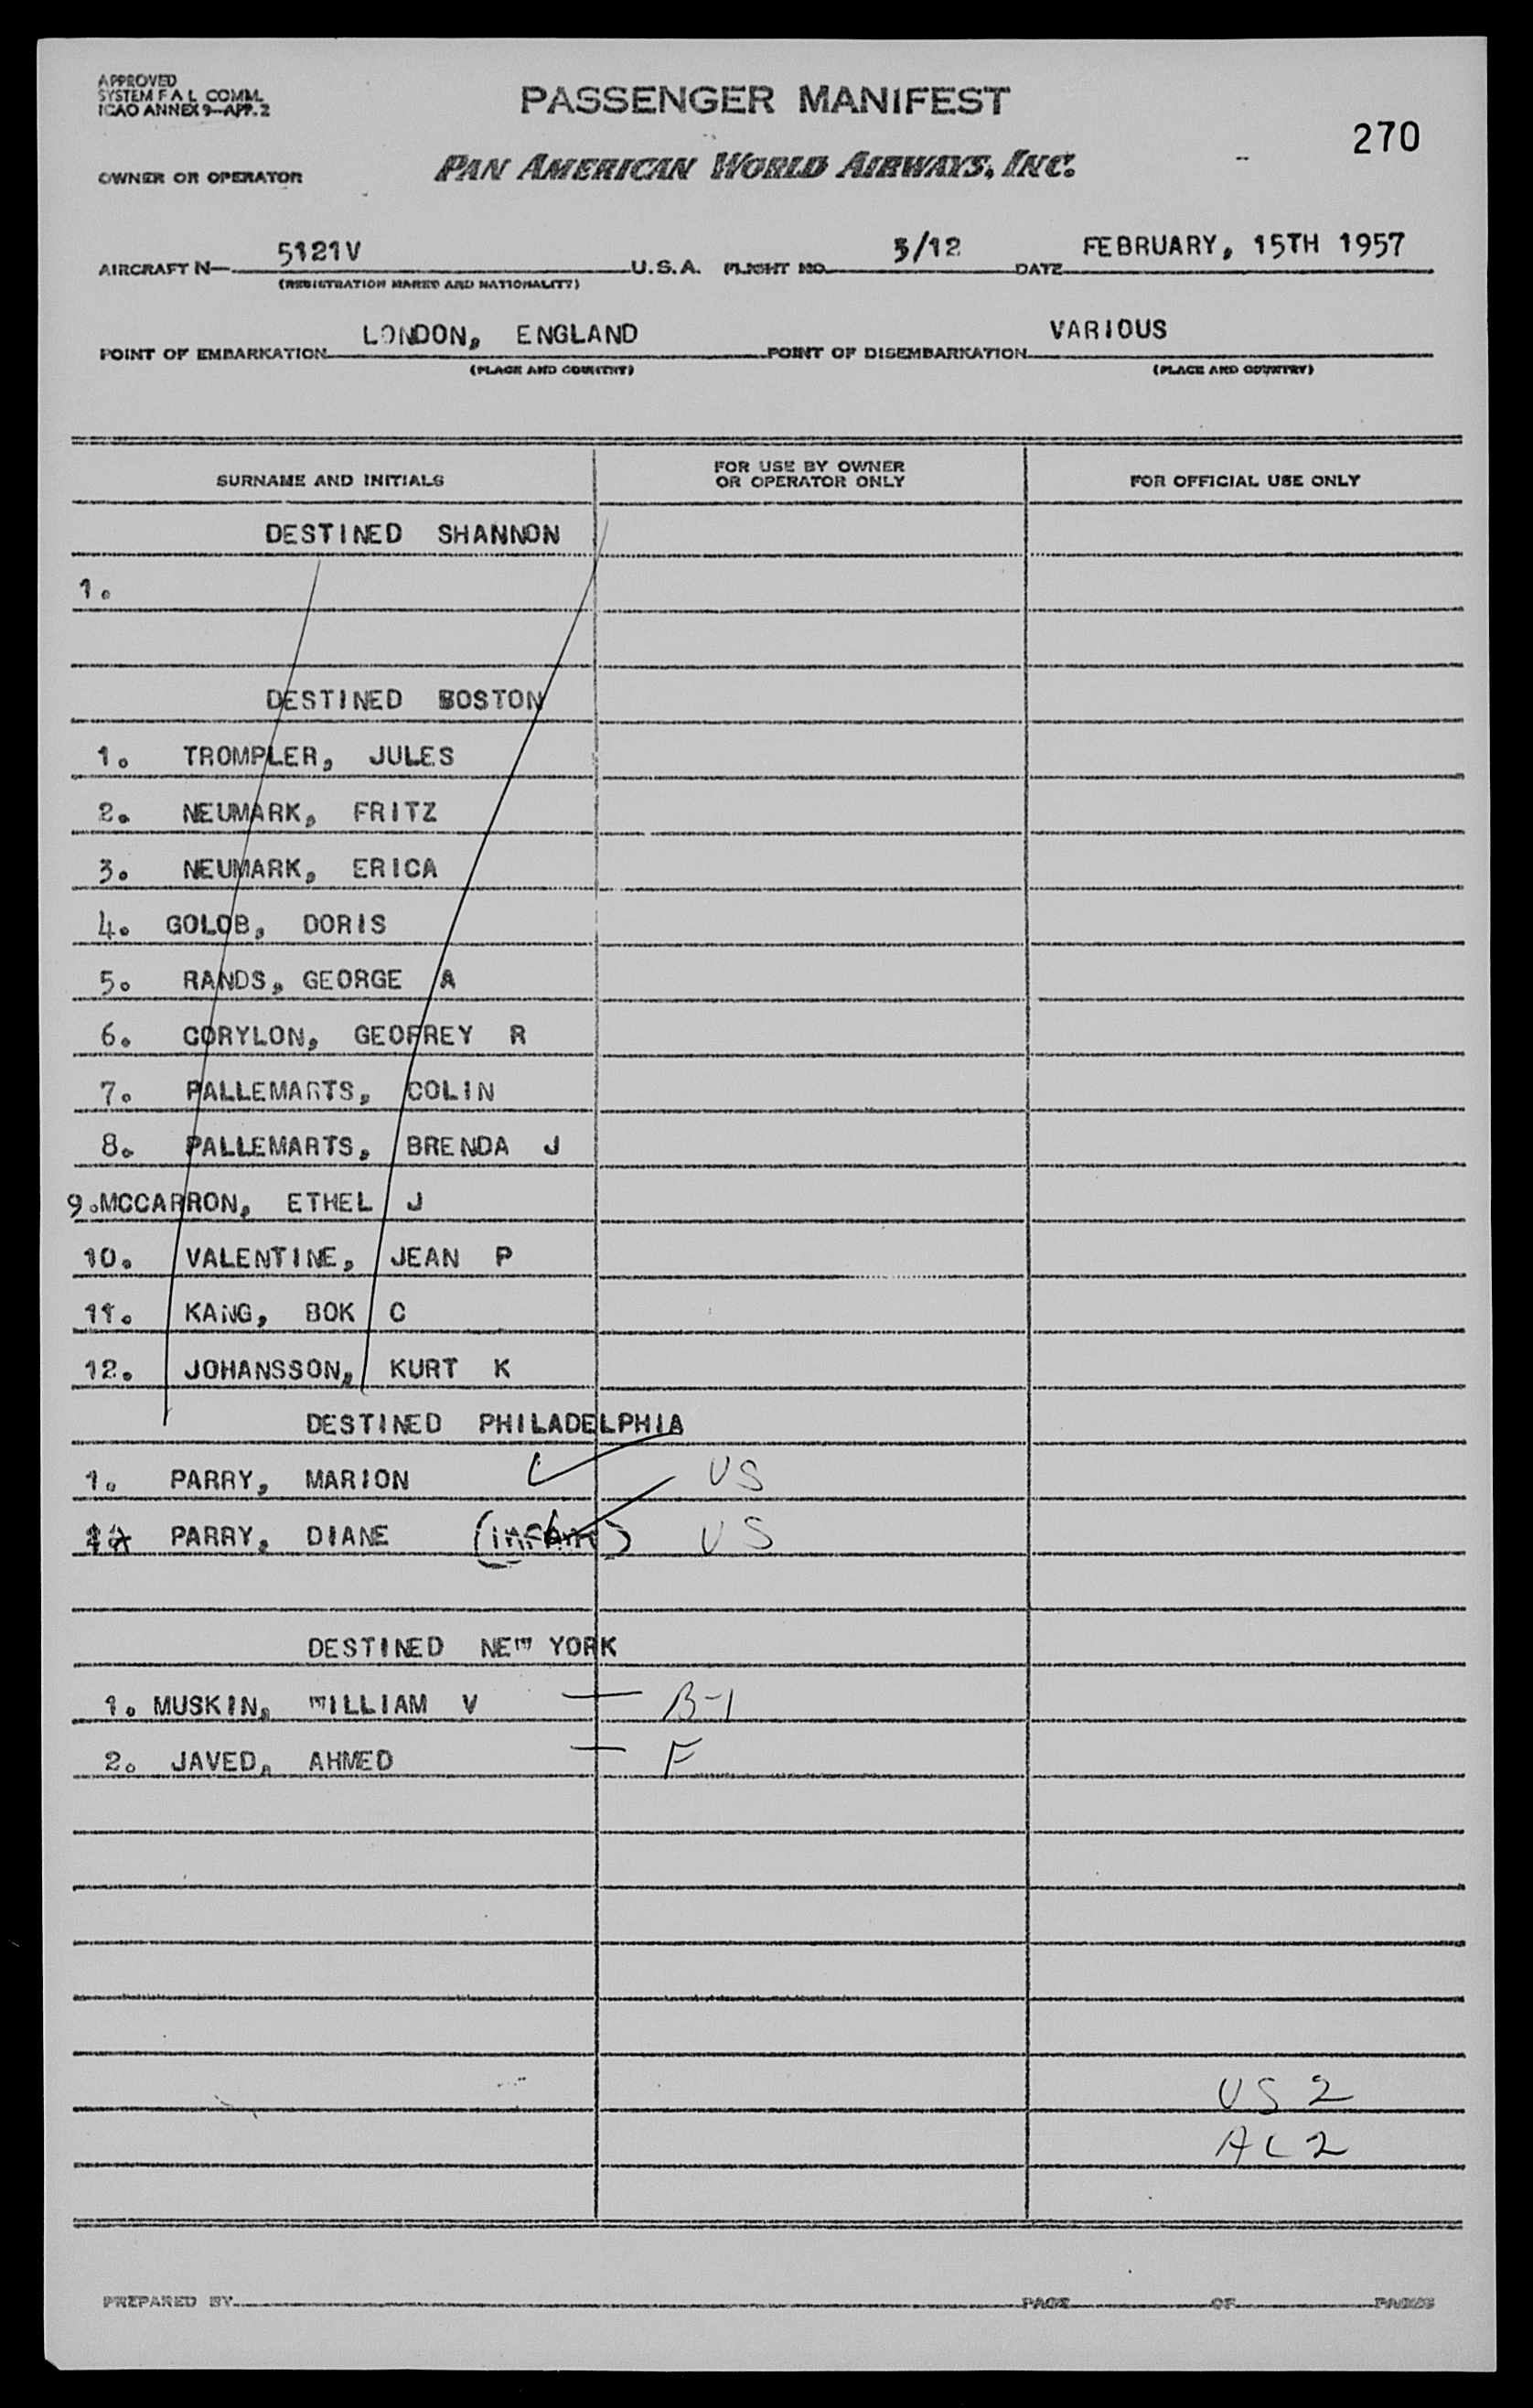 APPROVED
SYSTEM F A L COMM.
ICAO ANNEX 9—APP. 2
PASSENGER MANIFEST
270
OWNER OR OPERATOR PAN AMERICAN WORLD AIRWAYS, INC.
AIRCRAFT N— 5121V U.S.A. FLIGHT NO. 3/12 DATE FEBRUARY, 15TH 1957
(REGISTRATION MARKS AND NATIONALITY)
POINT OF EMBARKATION LONDON, ENGLAND POINT OF DISEMBARKATION VARIOUS
(PLACE AND COUNTRY) (PLACE AND COUNTRY)
SURNAME AND INITIALS FOR USE BY OWNER OR OPERATOR ONLY FOR OFFICIAL USE ONLY
DESTINED SHANNON
1.
DESTINED BOSTON
1. TROMPLER, JULES
2. NEUMARK, FRITZ
3. NEUMARK, ERICA
4. GOLOB, DORIS
5. RANDS, GEORGE A
6. CORYLON, GEOFREY R
7. PALLEMARTS, COLIN
8. PALLEMARTS, BRENDA J
9. MCCARRON, ETHEL J
10. VALENTINE, JEAN P
11. KANG, BOK C
12. JOHANSSON, KURT K
DESTINED PHILADELPHIA
1. PARRY, MARION US
PARRY, DIANE (infant) US
DESTINED NEW YORK
1. MUSKIN, WILLIAM V — B-1
2. JAVED, AHMED — F
US 2
AL 2
PREPARED BY PAGE OF PAGES